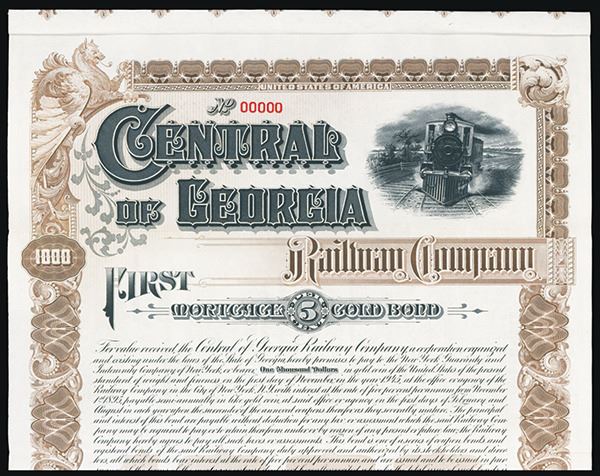 UNITED STATES OF AMERICA
No 00000
CENTRAL
OF GEORGIA
Railway Company
1000
FIRST
MORTGAGE 5 GOLD BOND
For value received the Central of Georgia Railway Company, a corporation organized
and existing under the laws of the State of Georgia, hereby promises to pay to the New York Guaranty and
Indemnity Company of New York, or bearer, One Thousand Dollars in gold coin of the United States of the present
standard of weight and fineness, on the first day of November, in the year 1945, at the office or agency of the
Railway Company in the City of New York, N.Y. with interest at the rate of five per cent per annum from November
1st 1895, payable semi-annually in like gold coin, at said office or agency on the first days of February and
August in each year upon the surrender of the annexed coupons therefor as they severally mature. The principal
and interest of this bond are payable without deduction for any tax or assessment which the said Railway Com
pany may be required to pay or to retain therefrom under or by reason of any present or future law, the Railway
Company hereby agrees to pay all such taxes or assessments. This bond is one of a series of coupon bonds and
registered bonds of the said Railway Company duly approved and authorized by its stockholders and direc
tors, all which bonds bear interest at the rate of five per cent per annum and are issued and to be issued in pur